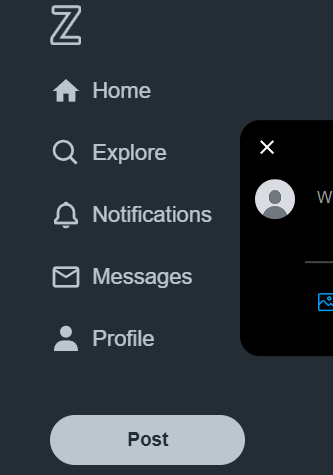 Z
Home
Explore
Notifications
Messages
Profile
W
Post